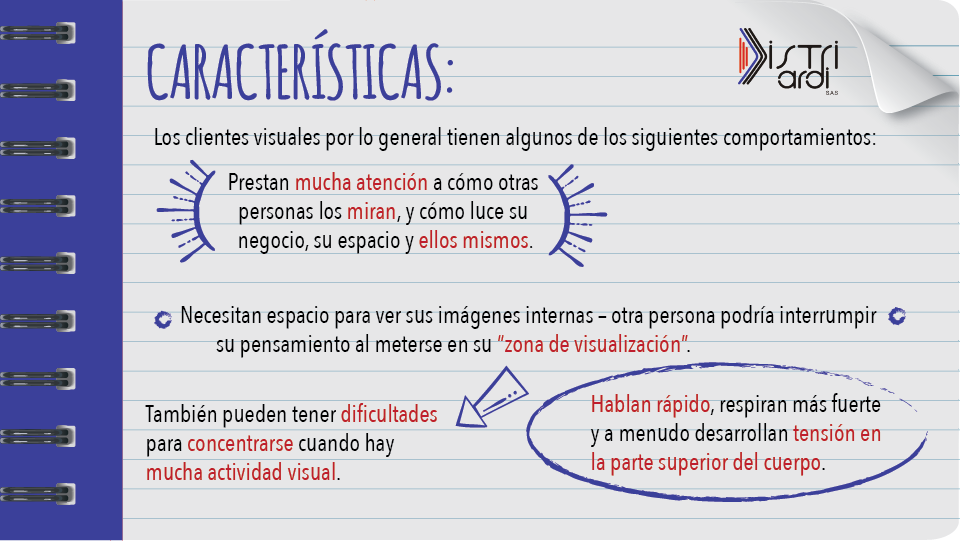 CARACTERÍSTICAS:
Distri
ardi
SAS
Los clientes visuales por lo general tienen algunos de los siguientes comportamientos:
Prestan mucha atención a cómo otras
personas los miran, y cómo luce su
negocio, su espacio y ellos mismos.
Necesitan espacio para ver sus imágenes internas – otra persona podría interrumpir
su pensamiento al meterse en su “zona de visualización”.
También pueden tener dificultades
para concentrarse cuando hay
mucha actividad visual.
Hablan rápido, respiran más fuerte
y a menudo desarrollan tensión en
la parte superior del cuerpo.